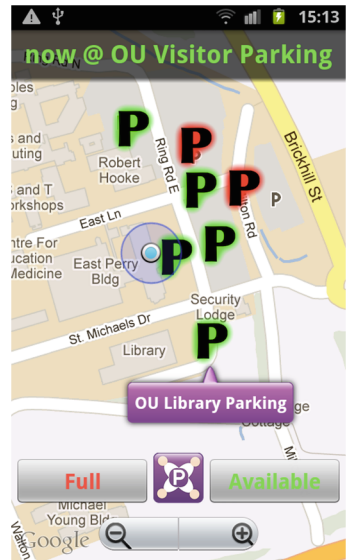 15:13
now @ OU Visitor Parking
P
Robert
Hooke
P
Ring Rd E
P
P
Brickhill St
P
East Ln
P
P
East Perry
Bldg
Security
Lodge
St. Michaels Dr
P
Library
OU Library Parking
Full
P
Available
Michael
Young
Google